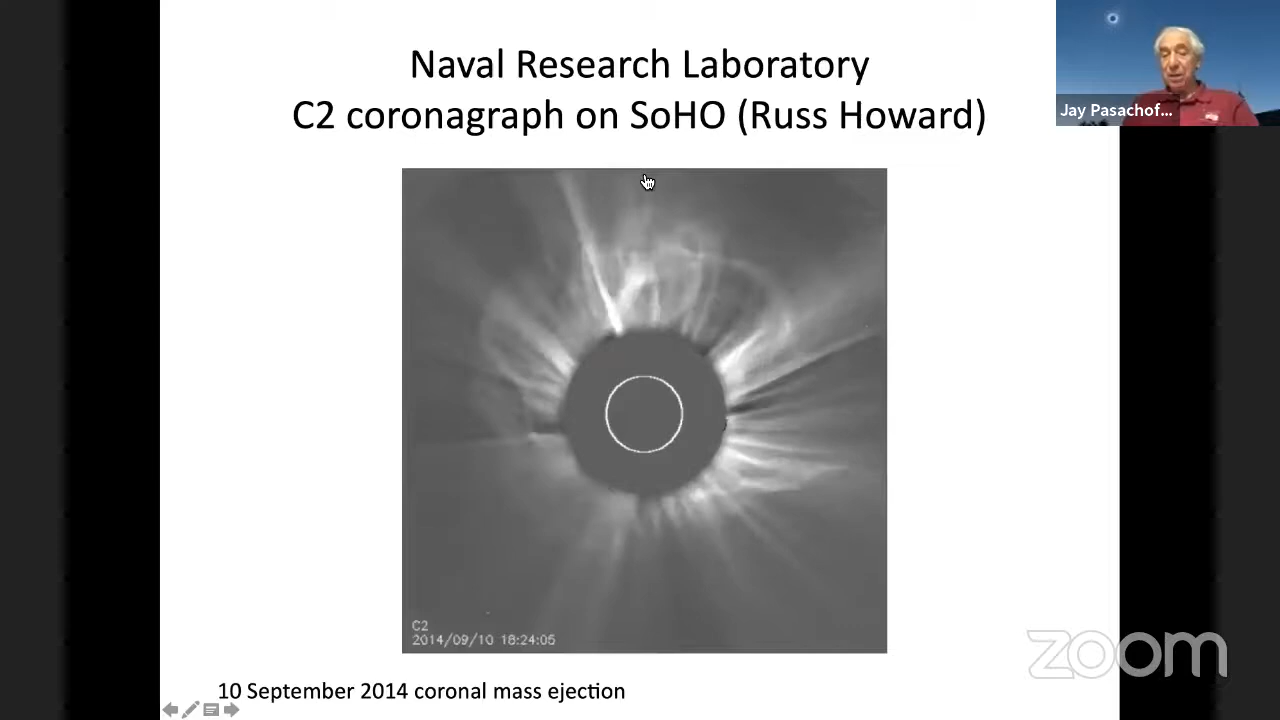 Naval Research Laboratory
C2 coronagraph on SoHO (Russ Howard)
Jay Pasachof...
C2
2014/09/10 18:24:05
zoom
10 September 2014 coronal mass ejection